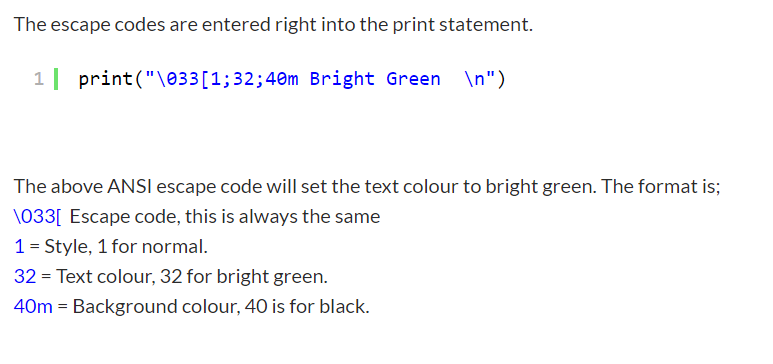 The escape codes are entered right into the print statement.
1 print("\033[1;32;40m Bright Green  \n")
The above ANSI escape code will set the text colour to bright green. The format is;
\033[ Escape code, this is always the same
1 = Style, 1 for normal.
32 = Text colour, 32 for bright green.
40m = Background colour, 40 is for black.